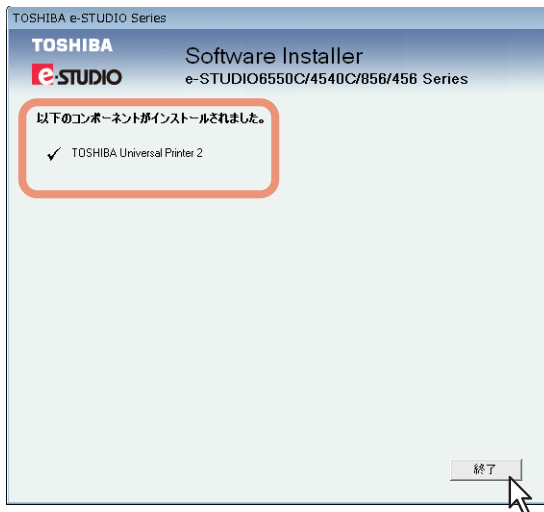 TOSHIBA e-STUDIO Series
TOSHIBA
e-STUDIO
Software Installer
e-STUDIO6550C/4540C/856/456 Series
以下のコンポーネントがインストールされました。
✓ TOSHIBA Universal Printer 2
終了